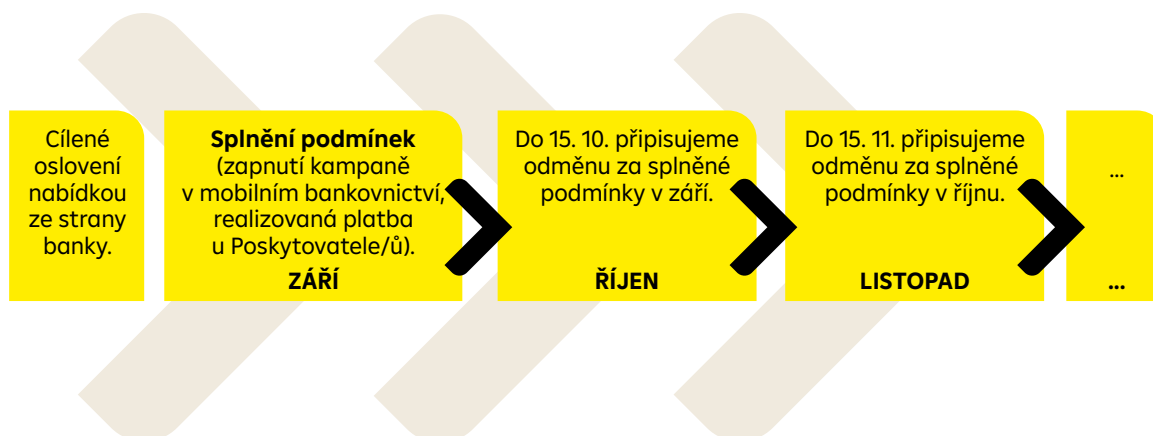 Cílené
oslovení
nabídkou
ze strany
banky.
Splnění podmínek
(zapnutí kampaně
v mobilním bankovnictví,
realizovaná platba
u Poskytovatele/ů).
ZÁŘÍ
Do 15. 10. připisujeme
odměnu za splněné
podmínky v září.
ŘÍJEN
Do 15. 11. připisujeme
odměnu za splněné
podmínky v říjnu.
LISTOPAD
...
...